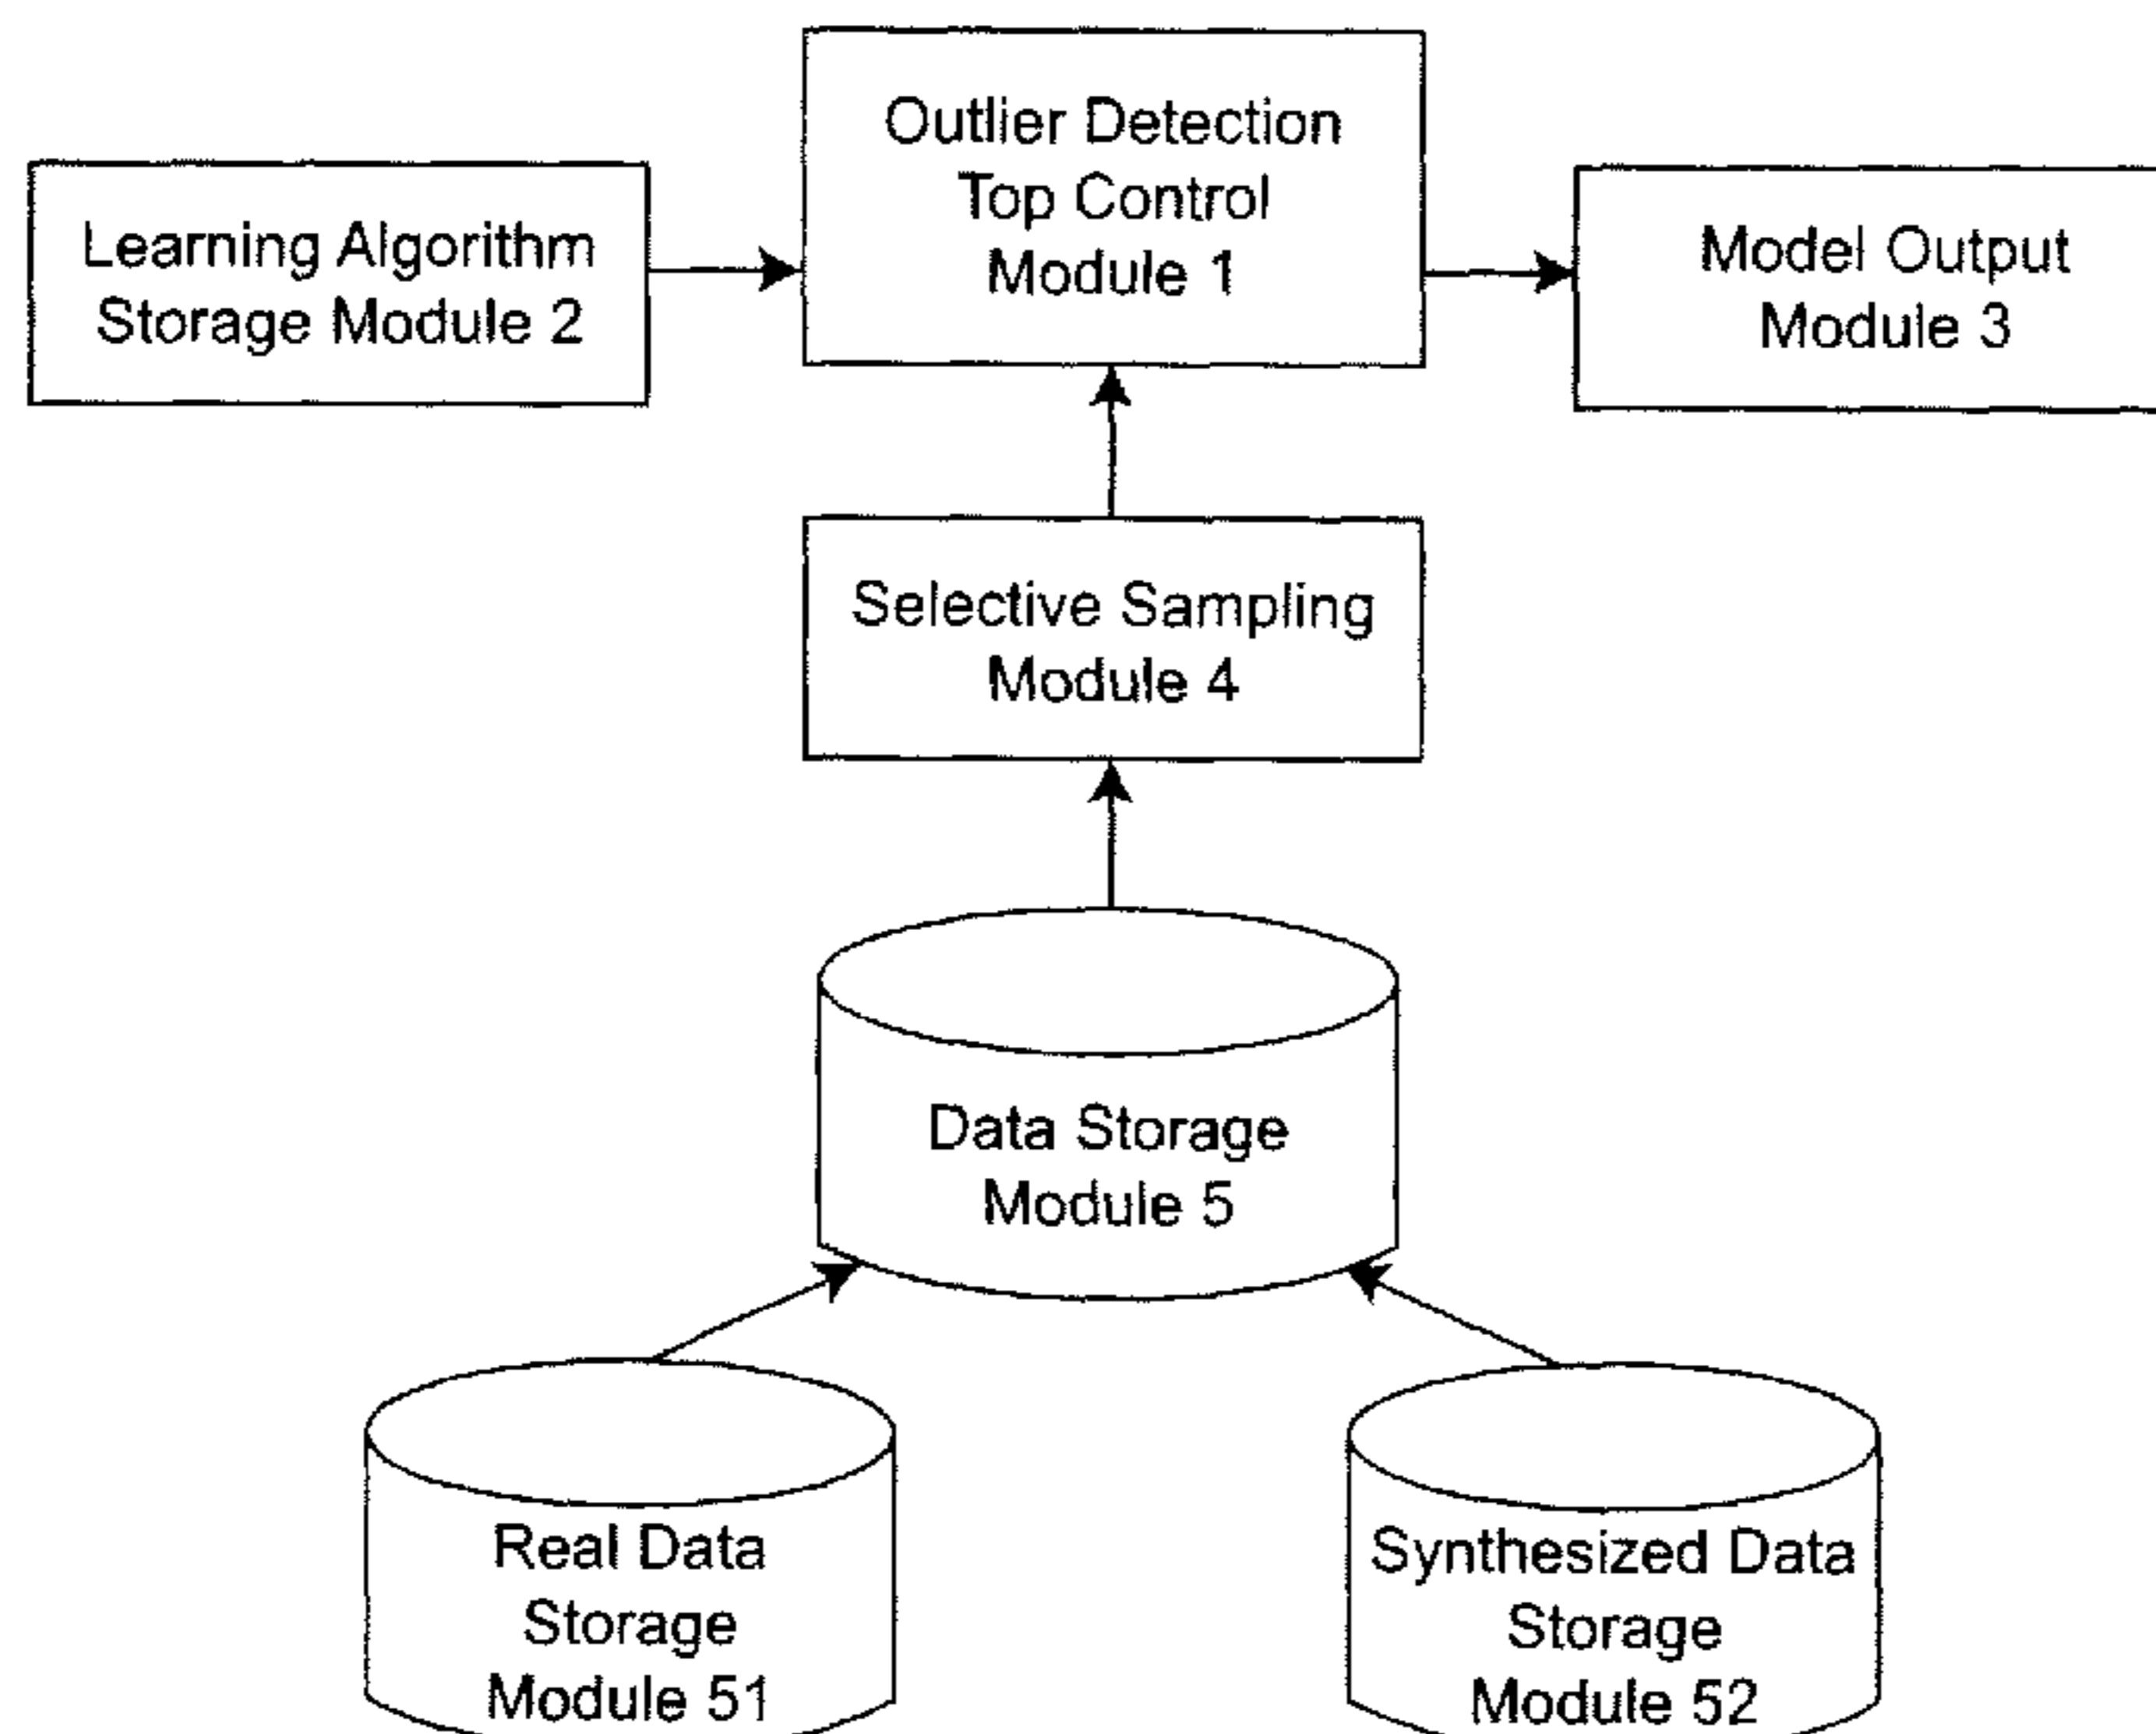 Outlier Detection
Top Control
Module 1
Learning Algorithm
Storage Module 2
Model Output
Module 3
Selective Sampling
Module 4
Data Storage
Module 5
Real Data
Storage
Module 51
Synthesized Data
Storage
Module 52